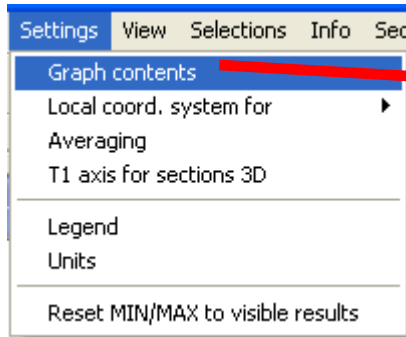 Settings View Selections Info Sec
Graph contents
Local coord. system for
Averaging
T1 axis for sections 3D
Legend
Units
Reset MIN/MAX to visible results